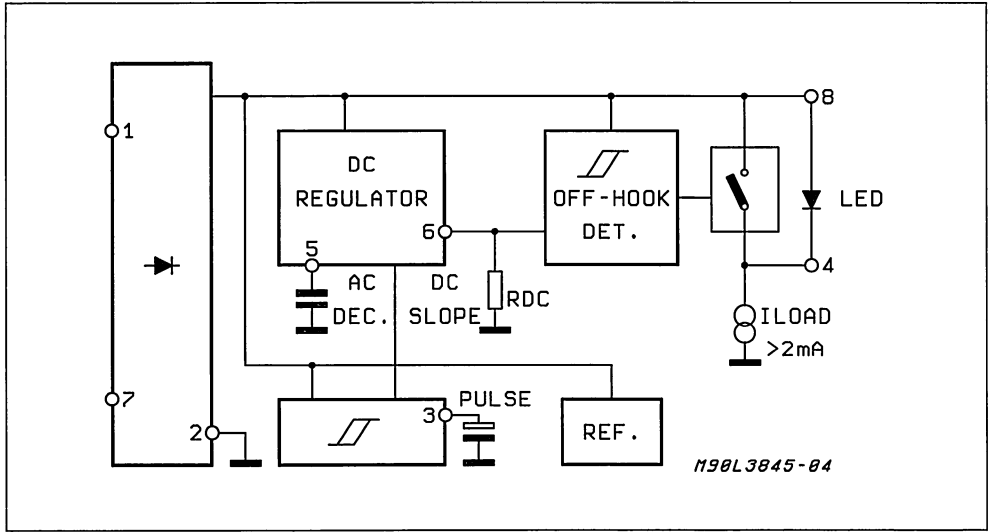 8
1
DC
REGULATOR
OFF-HOOK
DET.
LED
6
5
4
AC
DEC.
DC
SLOPE
RDC
ILOAD
>2mA
7
3
PULSE
2
REF.
M90L3845-04